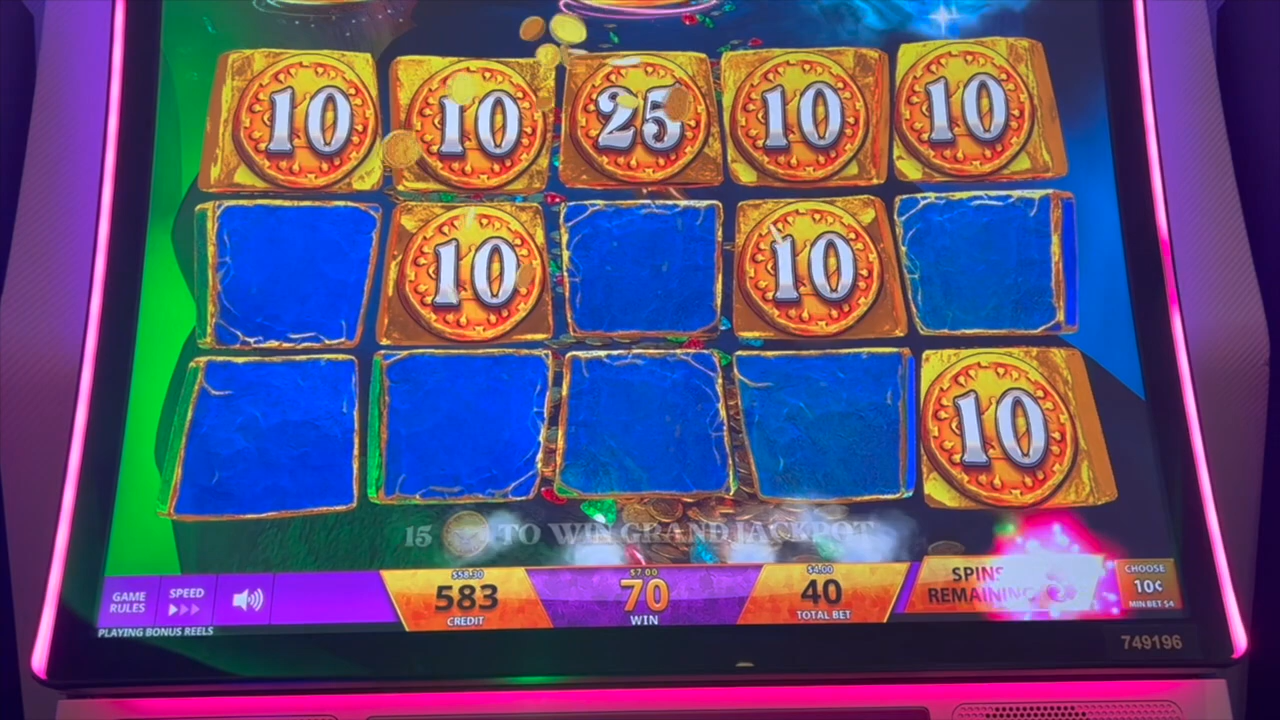 10 10 25 10 10
10 10
10
15 TO WIN GRAND JACKPOT
GAME RULES
SPEED
$58.30
583
CREDIT
$7.00
70
WIN
$4.00
40
TOTAL BET
SPINS
REMAINING
CHOOSE
10¢
MIN BET $4
PLAYING BONUS REELS
749196